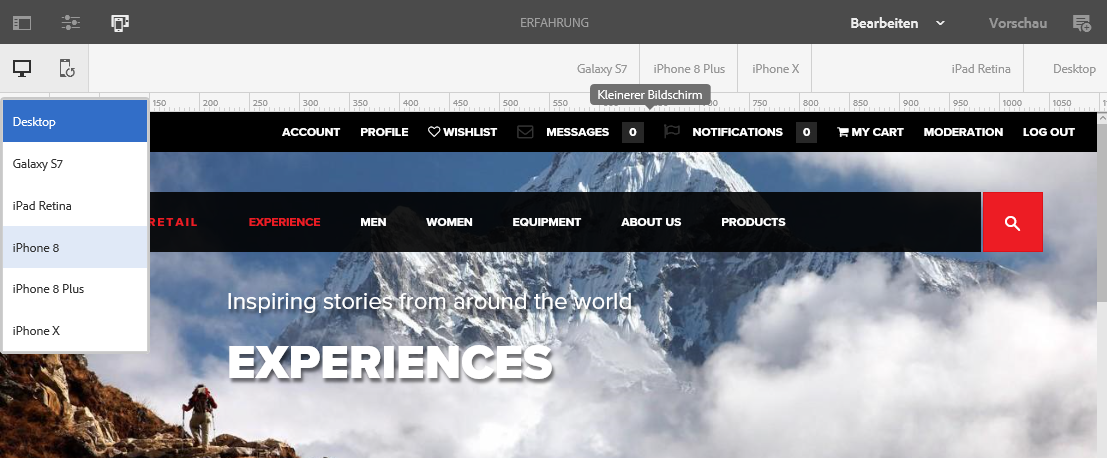 ERFAHRUNG
Bearbeiten
Vorschau
Galaxy S7
iPhone 8 Plus
iPhone X
iPad Retina
Desktop
150 200 250 300 350 400 450 500 550 700 750 800 850 900 950 1000 1050
Kleinerer Bildschirm
Desktop
Galaxy S7
iPad Retina
iPhone 8
iPhone 8 Plus
iPhone X
ACCOUNT PROFILE WISHLIST MESSAGES 0 NOTIFICATIONS 0 MY CART MODERATION LOG OUT
RETAIL EXPERIENCE MEN WOMEN EQUIPMENT ABOUT US PRODUCTS
Inspiring stories from around the world
EXPERIENCES